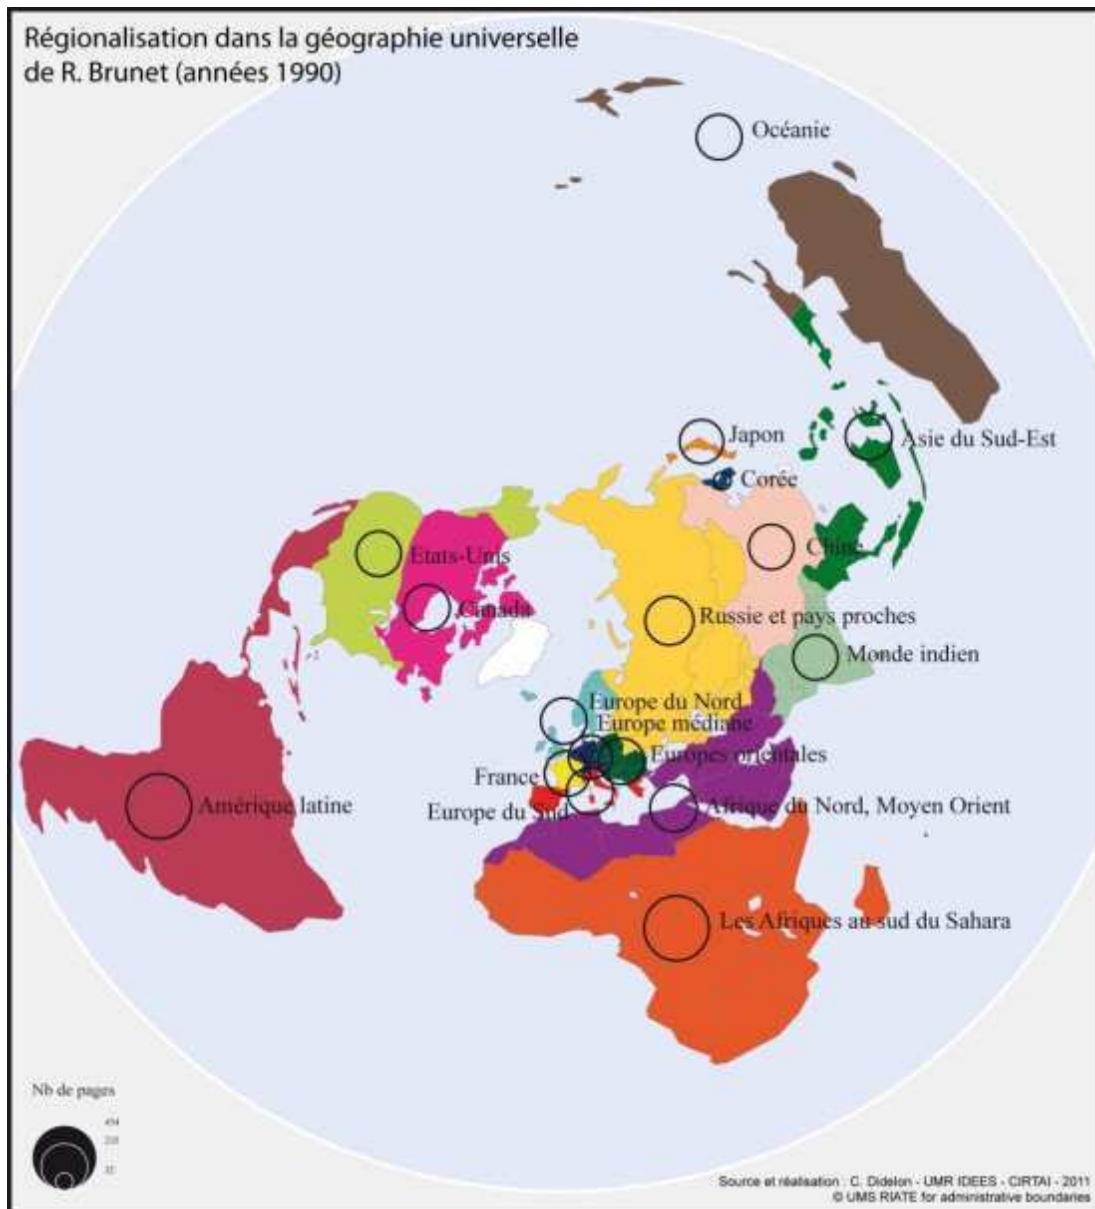 Régionalisation dans la géographie universelle
de R. Brunet (années 1990)
Océanie
Japon
Asie du Sud-Est
Corée
Etats-Unis
Chine
Canada
Russie et pays proches
Monde indien
Europe du Nord
Europe médiane
France
Europes orientales
Europe du Sud
Amérique latine
Afrique du Nord, Moyen Orient
Les Afriques au sud du Sahara
Nb de pages
Source et réalisation : C. Didelon - UMR IDEES - CIRTAI - 2011
© UMS RIATE for administrative boundaries